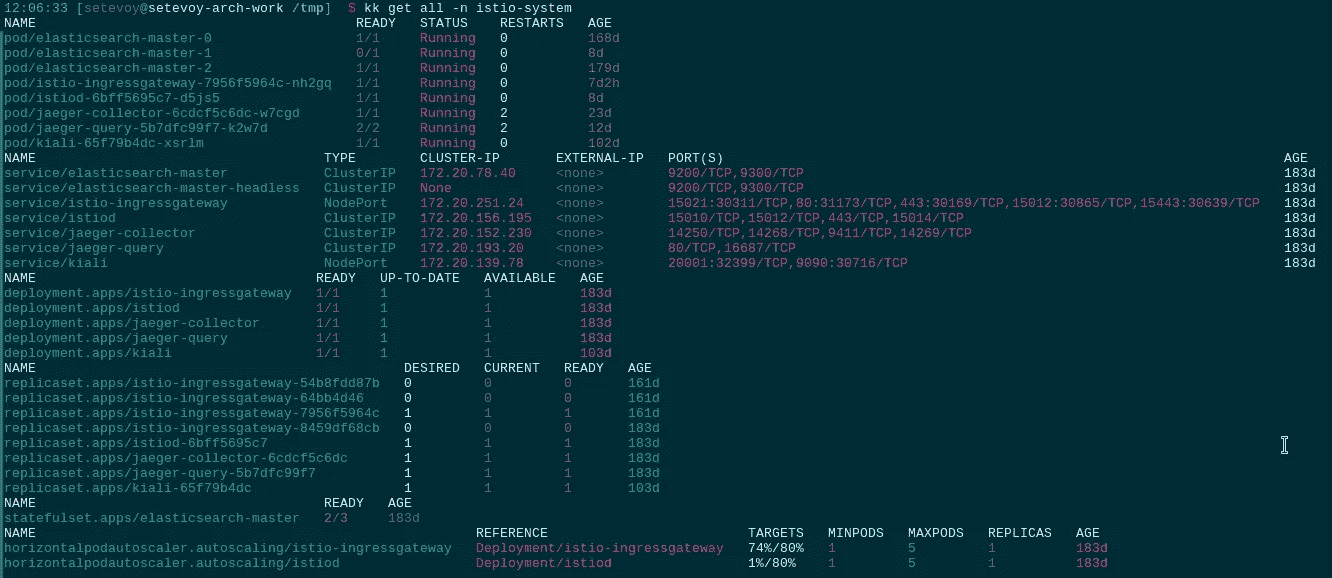 12:06:33 [setevoy@setevoy-arch-work /tmp] $ kk get all -n istio-system
NAME READY STATUS RESTARTS AGE
pod/elasticsearch-master-0 1/1 Running 0 168d
pod/elasticsearch-master-1 0/1 Running 0 8d
pod/elasticsearch-master-2 1/1 Running 0 179d
pod/istio-ingressgateway-7956f5964c-nh2gq 1/1 Running 0 7d2h
pod/istiod-6bff5695c7-d5js5 1/1 Running 0 8d
pod/jaeger-collector-6cdcf5c6dc-w7cgd 1/1 Running 2 23d
pod/jaeger-query-5b7dfc99f7-k2w7d 2/2 Running 2 12d
pod/kiali-65f79b4dc-xsrlm 1/1 Running 0 102d
NAME TYPE CLUSTER-IP EXTERNAL-IP PORT(S) AGE
service/elasticsearch-master ClusterIP 172.20.78.40 <none> 9200/TCP,9300/TCP 183d
service/elasticsearch-master-headless ClusterIP None <none> 9200/TCP,9300/TCP 183d
service/istio-ingressgateway NodePort 172.20.251.24 <none> 15021:30311/TCP,80:31173/TCP,443:30169/TCP,15012:30865/TCP,15443:30639/TCP 183d
service/istiod ClusterIP 172.20.156.195 <none> 15010/TCP,15012/TCP,443/TCP,15014/TCP 183d
service/jaeger-collector ClusterIP 172.20.152.230 <none> 14250/TCP,14268/TCP,9411/TCP,14269/TCP 183d
service/jaeger-query ClusterIP 172.20.193.20 <none> 80/TCP,16687/TCP 183d
service/kiali NodePort 172.20.139.78 <none> 20001:32399/TCP,9090:30716/TCP 183d
NAME READY UP-TO-DATE AVAILABLE AGE
deployment.apps/istio-ingressgateway 1/1 1 1 183d
deployment.apps/istiod 1/1 1 1 183d
deployment.apps/jaeger-collector 1/1 1 1 183d
deployment.apps/jaeger-query 1/1 1 1 183d
deployment.apps/kiali 1/1 1 1 103d
NAME DESIRED CURRENT READY AGE
replicaset.apps/istio-ingressgateway-54b8fdd87b 0 0 0 161d
replicaset.apps/istio-ingressgateway-64bb4d46 0 0 0 161d
replicaset.apps/istio-ingressgateway-7956f5964c 1 1 1 161d
replicaset.apps/istio-ingressgateway-8459df68cb 0 0 0 183d
replicaset.apps/istiod-6bff5695c7 1 1 1 183d
replicaset.apps/jaeger-collector-6cdcf5c6dc 1 1 1 183d
replicaset.apps/jaeger-query-5b7dfc99f7 1 1 1 183d
replicaset.apps/kiali-65f79b4dc 1 1 1 103d
NAME READY AGE
statefulset.apps/elasticsearch-master 2/3 183d
NAME REFERENCE TARGETS MINPODS MAXPODS REPLICAS AGE
horizontalpodautoscaler.autoscaling/istio-ingressgateway Deployment/istio-ingressgateway 74%/80% 1 5 1 183d
horizontalpodautoscaler.autoscaling/istiod Deployment/istiod 1%/80% 1 5 1 183d